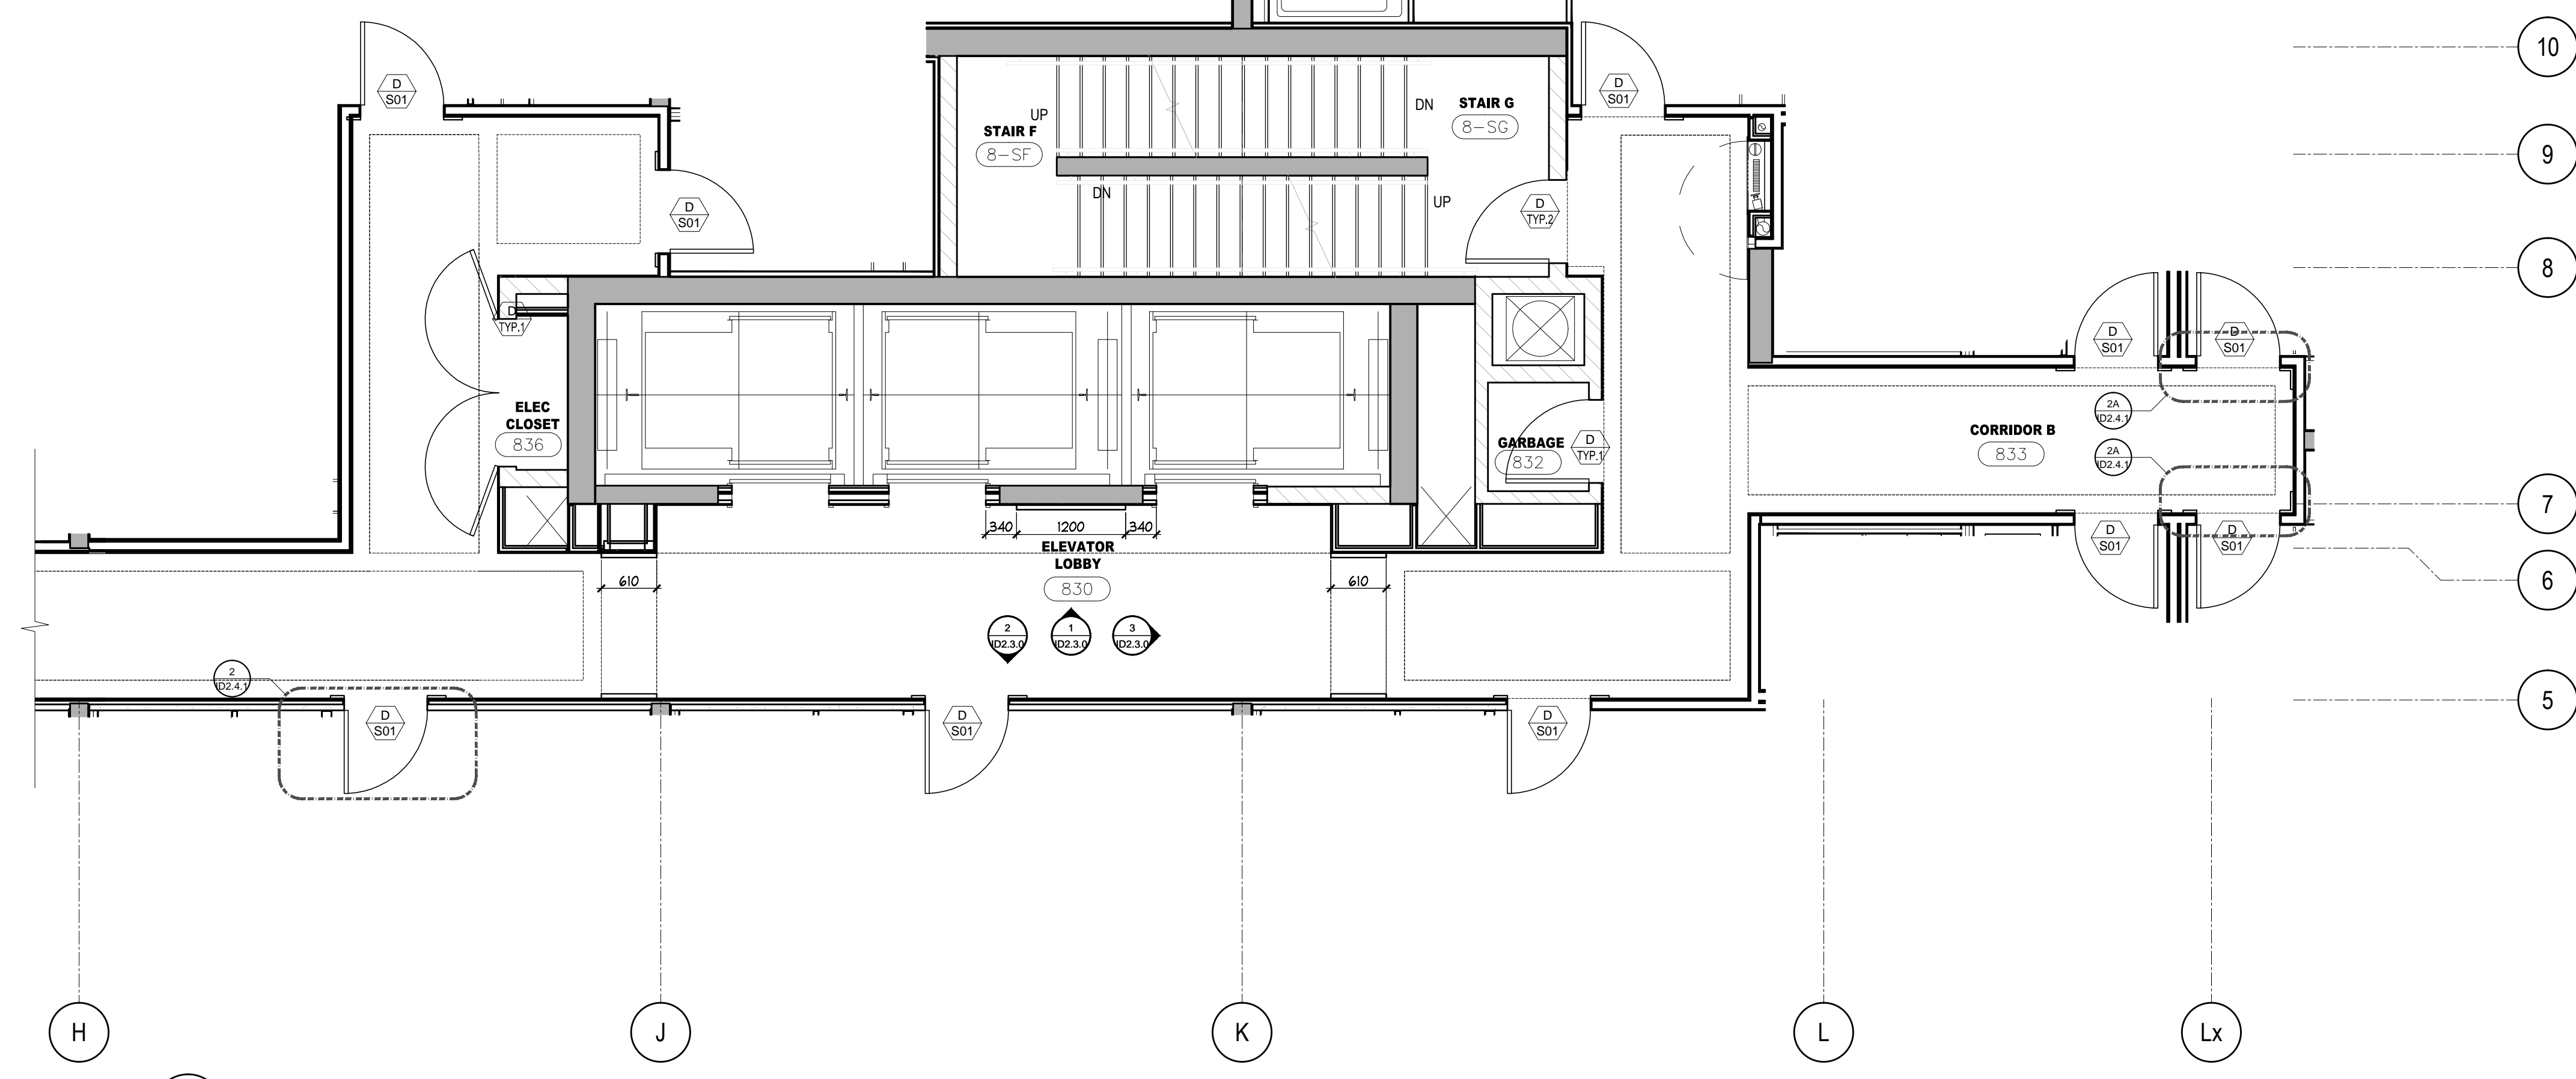 10
D
S01
D
S01
UP
STAIR F
8-SF
DN
STAIR G
8-SG
9
D
S01
DN
UP
D
TYP.2
8
D
TYP.1
D
S01
D
S01
ELEC
CLOSET
836
GARBAGE
832
D
TYP.1
CORRIDOR B
833
2A
ID2.4.1
2A
ID2.4.1
7
340
1200
340
D
S01
D
S01
ELEVATOR
LOBBY
830
610
610
6
2
ID2.3.0
1
ID2.3.0
3
ID2.3.0
2
ID2.4.1
5
D
S01
D
S01
D
S01
H
J
K
L
Lx